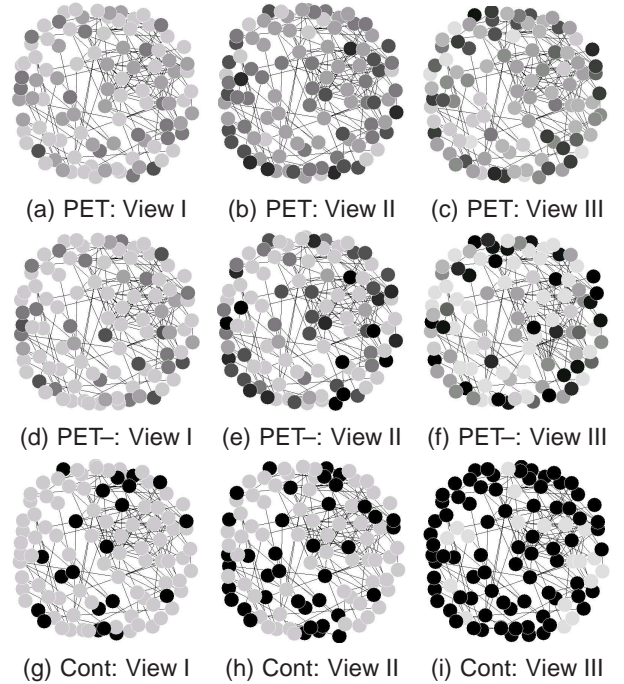 (a) PET: View I (b) PET: View II (c) PET: View III
(d) PET–: View I (e) PET–: View II (f) PET–: View III
(g) Cont: View I (h) Cont: View II (i) Cont: View III